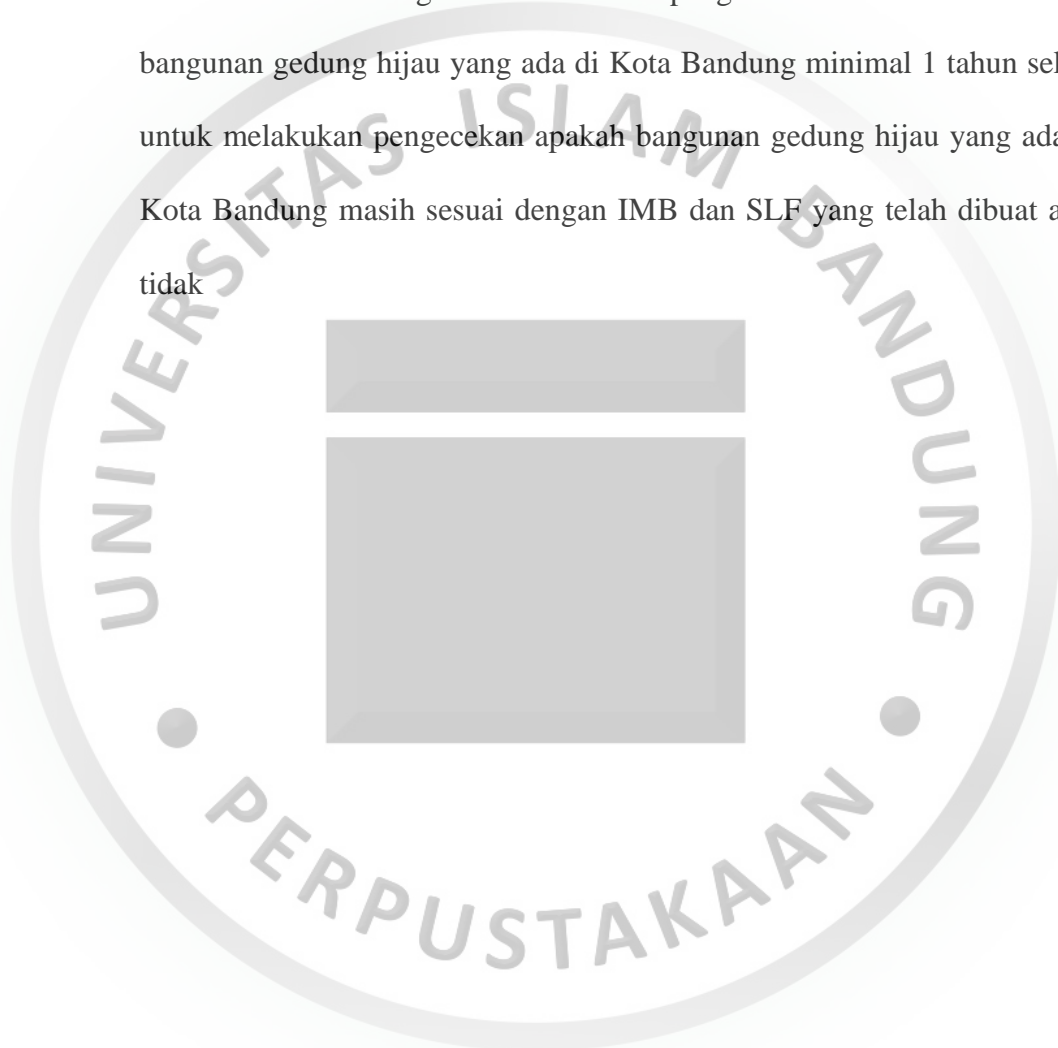 bangunan gedung hijau yang ada di Kota Bandung minimal 1 tahun
untuk melakukan pengecekan apakah bangunan gedung hijau yang ada
Kota Bandung masih sesuai dengan IMB dan SLF yang telah dibuat
tidak
UNIVERSITAS ISLAM BANDUNG
• PERPUSTAKAAN •